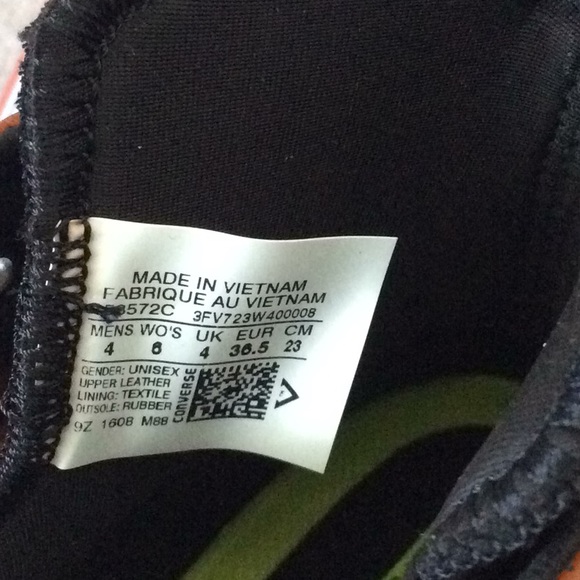 MADE IN VIETNAM
FABRIQUE AU VIETNAM
3FV723W400008
MENS WO'S UK EUR CM
4 6 4 36.5 23
GENDER: UNISEX
UPPER LEATHER
LINING: TEXTILE
OUTSOLE: RUBBER
CONVERSE
9Z 1608 M88